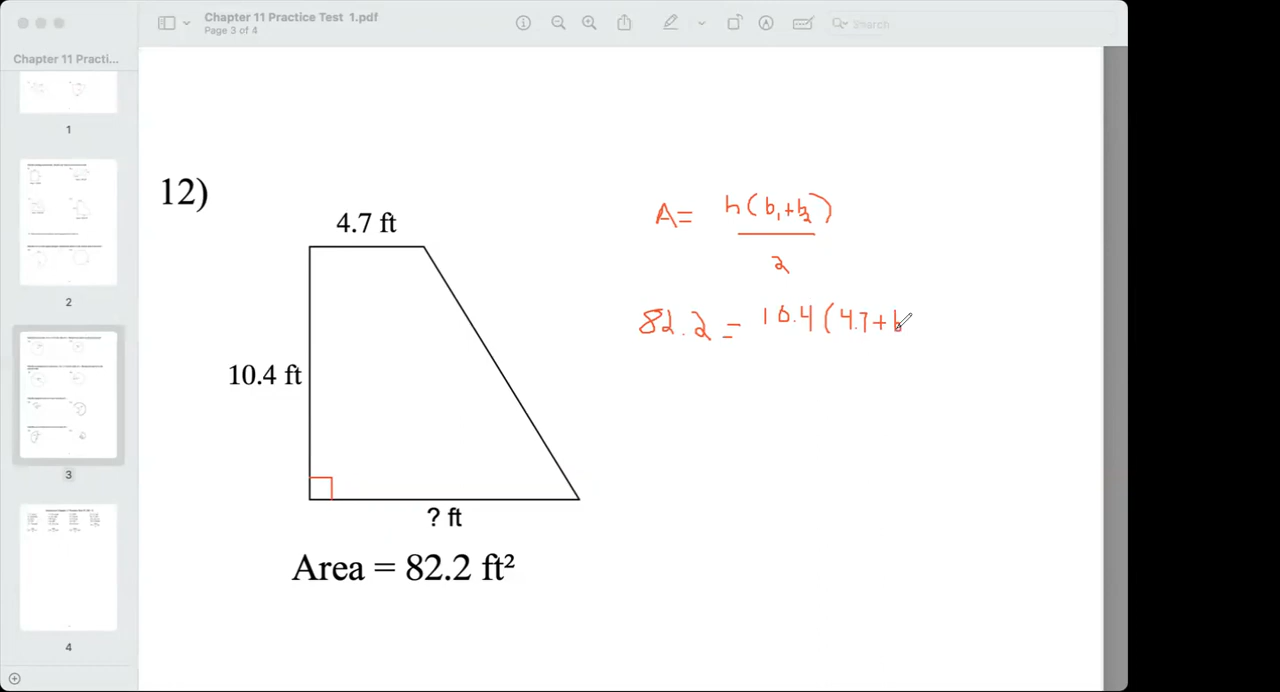 Chapter 11 Practice Test 1.pdf
Page 3 of 4
Search
Chapter 11 Practi...
1
2
3
4
12)
4.7 ft
10.4 ft
? ft
Area = 82.2 ft²
A = h(b₁+b₂)
2
82.2 = 10.4(4.7+b